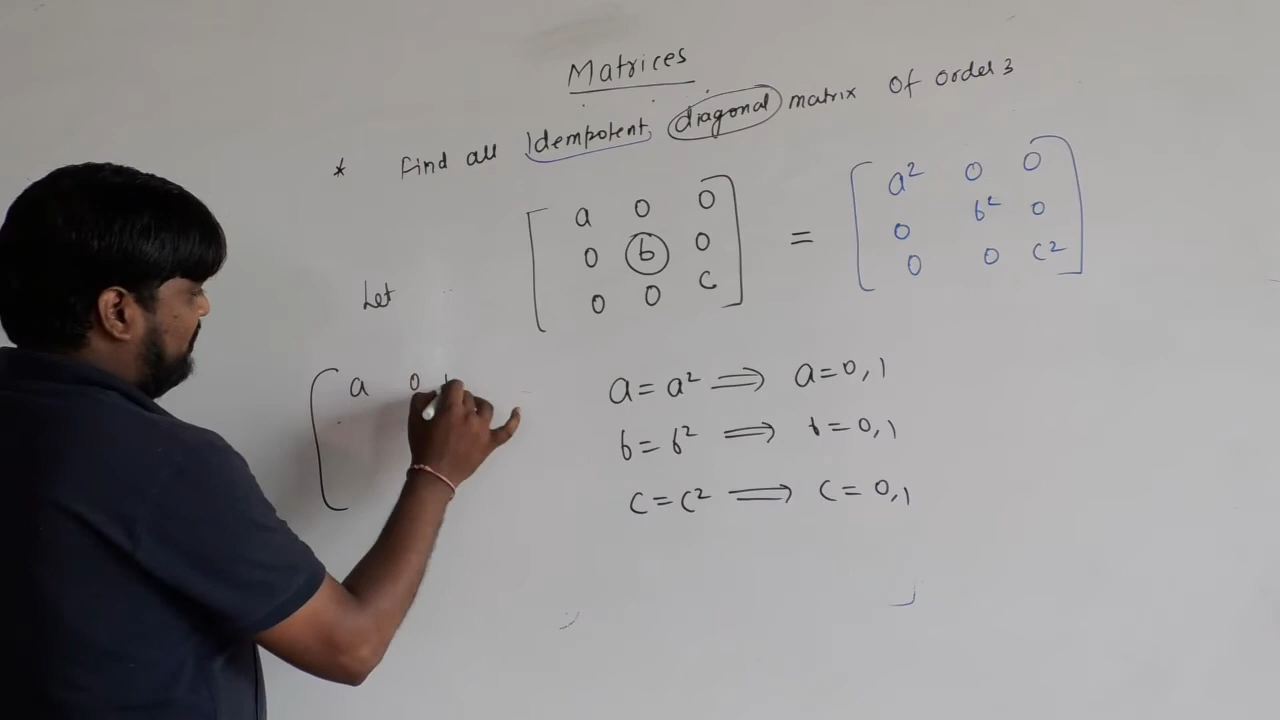 Matrices
* Find all Idempotent, diagonal matrix of order 3
Let
[ a 0 0
0 b 0
0 0 c ]
=
[ a² 0 0
0 b² 0
0 0 c² ]
a = a² ⟹ a = 0,1
b = b² ⟹ b = 0,1
c = c² ⟹ c = 0,1
[ a 0